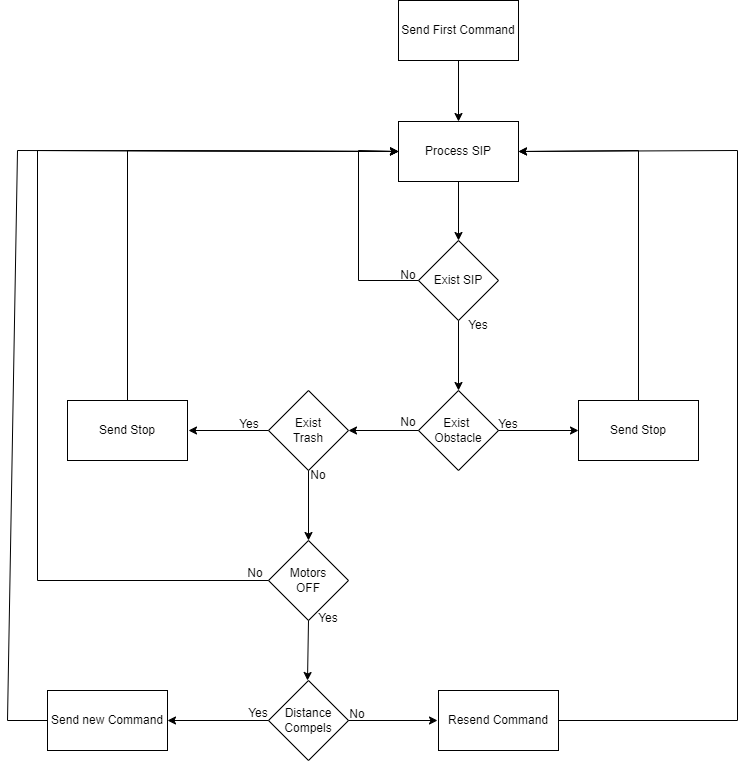 Send First Command
Process SIP
No
Exist SIP
Yes
Send Stop
Yes
Exist
Trash
No
Exist
Obstacle
Yes
Send Stop
No
No
Motors
OFF
Yes
Send new Command
Yes
Distance
Compels
No
Resend Command